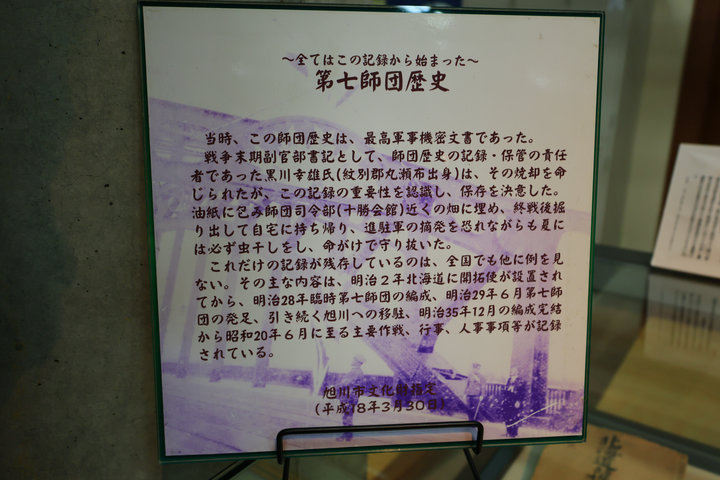 ～全てはこの記録から始まった～
第七師団歴史
当時、この師団歴史は、最高軍事機密文書であった。
戦争末期副官部書記として、師団歴史の記録・保管の責任
者であった黒川幸雄氏(紋別郡丸瀬布出身)は、その焼却を命
じられたが、この記録の重要性を認識し、保存を決意した。
油紙に包み師団司令部(十勝会館)近くの畑に埋め、終戦後掘
り出して自宅に持ち帰り、進駐軍の摘発を恐れながらも夏に
は必ず虫干しをし、命がけで守り抜いた。
これだけの記録が残存しているのは、全国でも他に例を見
ない。その主な内容は、明治２年北海道に開拓使が設置され
てから、明治28年臨時第七師団の編成、明治29年６月第七師
団の発足、引き続く旭川への移駐、明治35年12月の編成完結
から昭和20年６月に至る主要作戦、行事、人事事項等が記録
されている。
旭川市文化財指定
(平成18年3月30日)